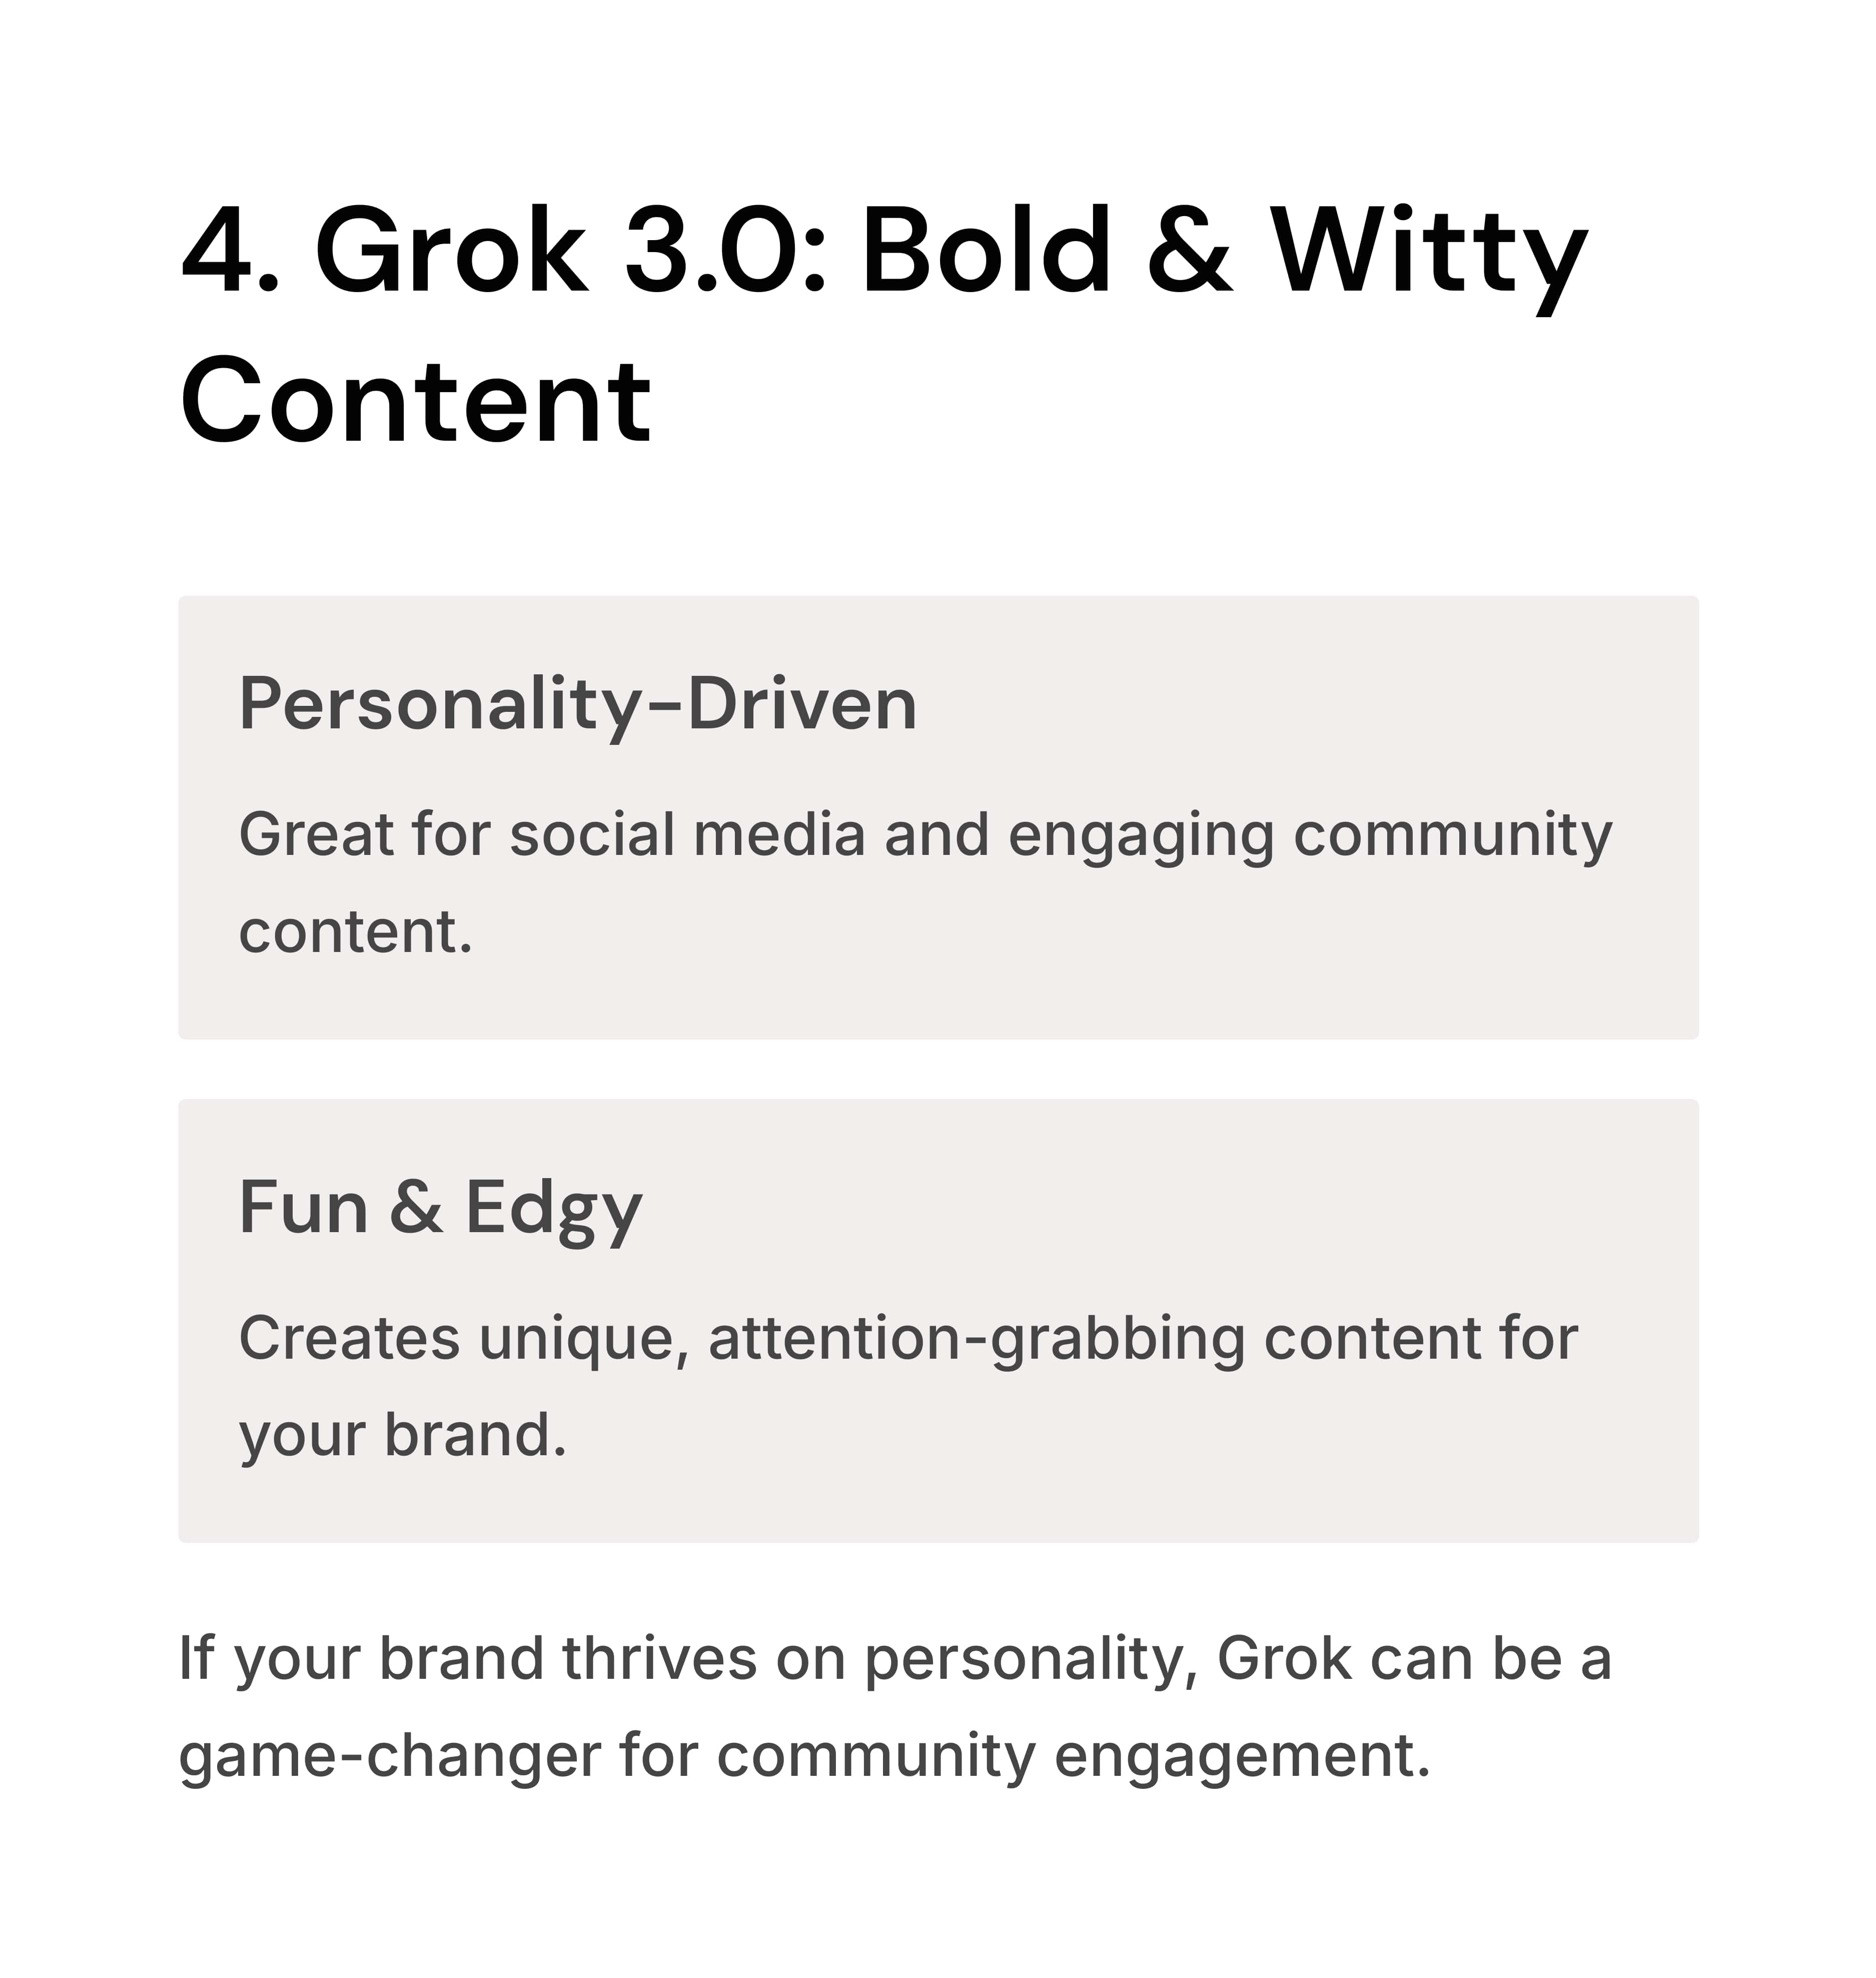 4. Grok 3.0: Bold & Witty
Content
Personality-Driven
Great for social media and engaging community
content.
Fun & Edgy
Creates unique, attention-grabbing content for
your brand.
If your brand thrives on personality, Grok can be a
game-changer for community engagement.